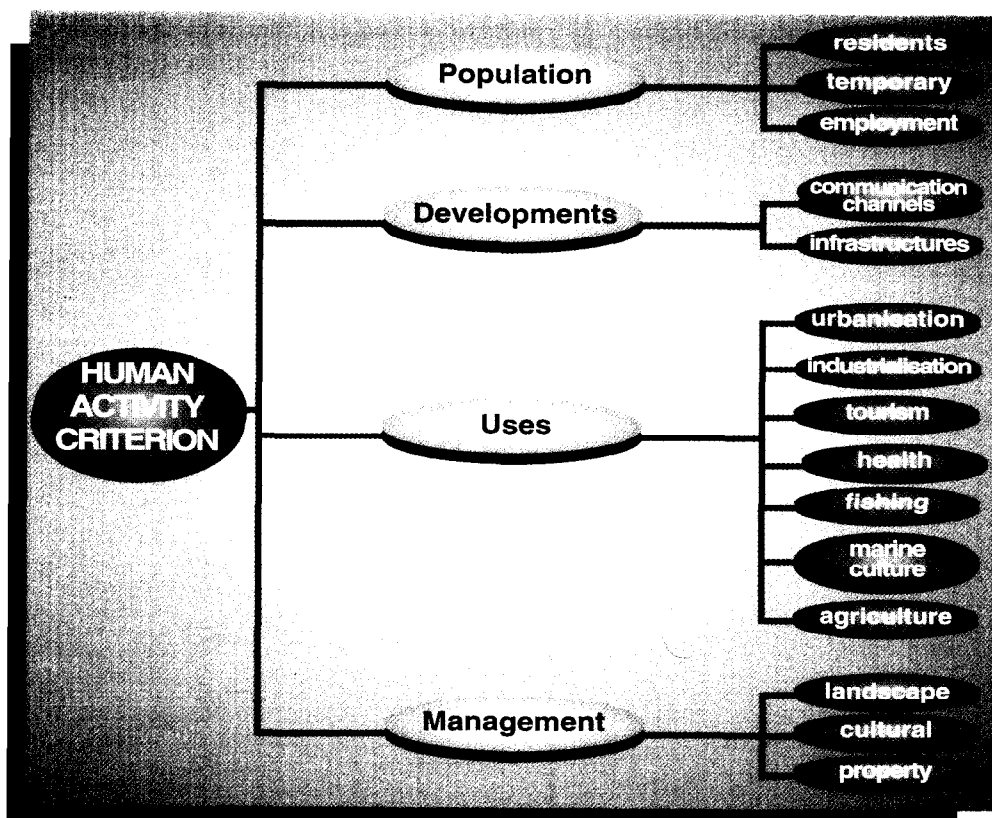 HUMAN
ACTIVITY
CRITERION
Population
residents
temporary
employment
Developments
communication
channels
infrastructures
Uses
urbanisation
industrialisation
tourism
health
fishing
marine
culture
agriculture
Management
landscape
cultural
property